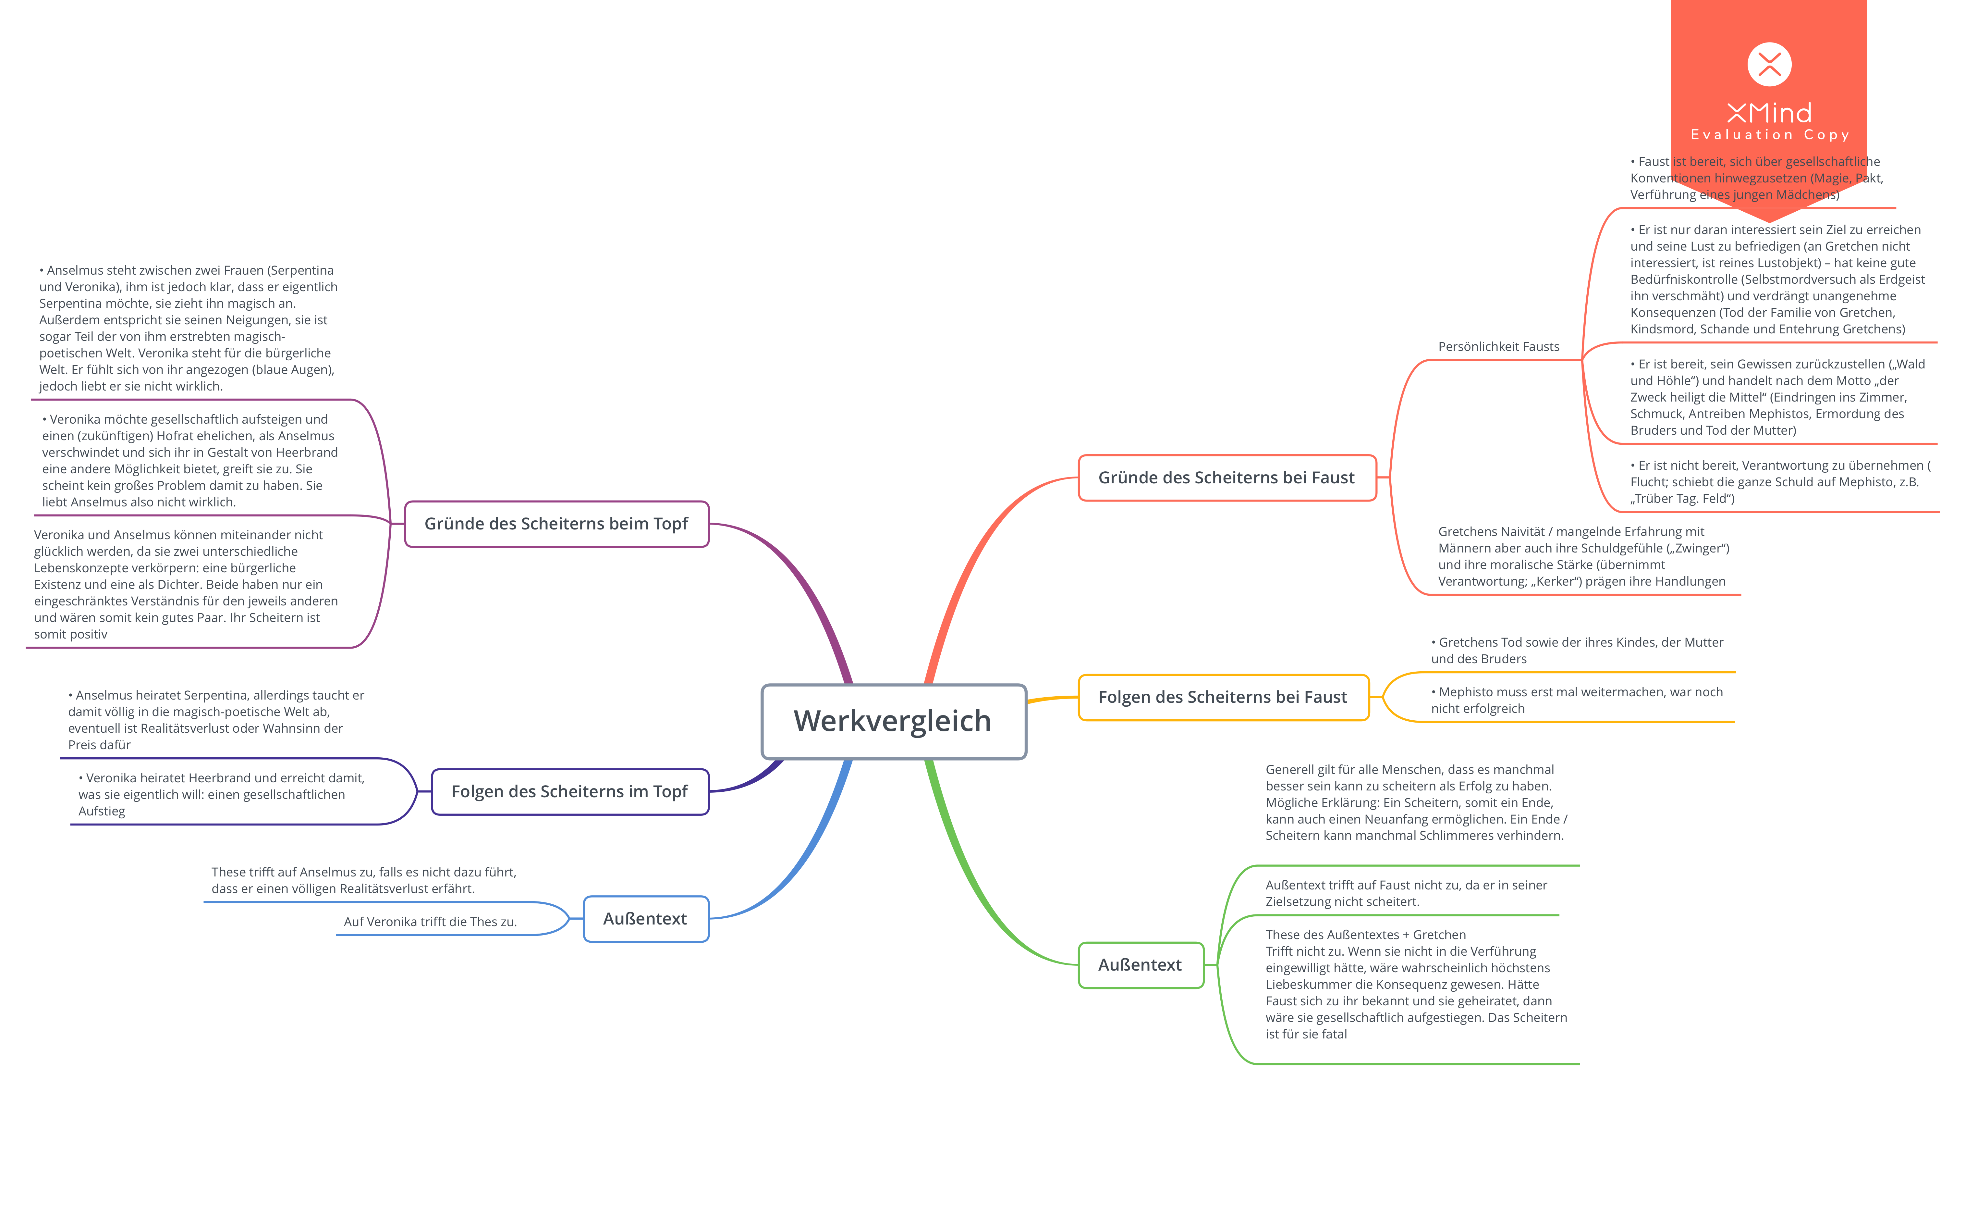 XMind
Evaluation Copy
• Faust ist bereit, sich über gesellschaftliche
Konventionen hinwegzusetzen (Magie, Pakt,
Verführung eines jungen Mädchens)
• Er ist nur daran interessiert sein Ziel zu erreichen
und seine Lust zu befriedigen (an Gretchen nicht
interessiert, ist reines Lustobjekt) – hat keine gute
Bedürfniskontrolle (Selbstmordversuch als Erdgeist
ihn verschmäht) und verdrängt unangenehme
Konsequenzen (Tod der Familie von Gretchen,
Kindsmord, Schande und Entehrung Gretchens)
Persönlichkeit Fausts
• Er ist bereit, sein Gewissen zurückzustellen („Wald
und Höhle“) und handelt nach dem Motto „der
Zweck heiligt die Mittel“ (Eindringen ins Zimmer,
Schmuck, Antreiben Mephistos, Ermordung des
Bruders und Tod der Mutter)
• Er ist nicht bereit, Verantwortung zu übernehmen (
Flucht; schiebt die ganze Schuld auf Mephisto, z.B.
„Trüber Tag. Feld“)
Gründe des Scheiterns bei Faust
Gretchens Naivität / mangelnde Erfahrung mit
Männern aber auch ihre Schuldgefühle („Zwinger“)
und ihre moralische Stärke (übernimmt
Verantwortung; „Kerker“) prägen ihre Handlungen
• Gretchens Tod sowie der ihres Kindes, der Mutter
und des Bruders
Folgen des Scheiterns bei Faust
• Mephisto muss erst mal weitermachen, war noch
nicht erfolgreich
Generell gilt für alle Menschen, dass es manchmal
besser sein kann zu scheitern als Erfolg zu haben.
Mögliche Erklärung: Ein Scheitern, somit ein Ende,
kann auch einen Neuanfang ermöglichen. Ein Ende /
Scheitern kann manchmal Schlimmeres verhindern.
Außentext trifft auf Faust nicht zu, da er in seiner
Zielsetzung nicht scheitert.
Außentext
These des Außentextes + Gretchen
Trifft nicht zu. Wenn sie nicht in die Verführung
eingewilligt hätte, wäre wahrscheinlich höchstens
Liebeskummer die Konsequenz gewesen. Hätte
Faust sich zu ihr bekannt und sie geheiratet, dann
wäre sie gesellschaftlich aufgestiegen. Das Scheitern
ist für sie fatal
Werkvergleich
• Anselmus steht zwischen zwei Frauen (Serpentina
und Veronika), ihm ist jedoch klar, dass er eigentlich
Serpentina möchte, sie zieht ihn magisch an.
Außerdem entspricht sie seinen Neigungen, sie ist
sogar Teil der von ihm erstrebten magisch-
poetischen Welt. Veronika steht für die bürgerliche
Welt. Er fühlt sich von ihr angezogen (blaue Augen),
jedoch liebt er sie nicht wirklich.
• Veronika möchte gesellschaftlich aufsteigen und
einen (zukünftigen) Hofrat ehelichen, als Anselmus
verschwindet und sich ihr in Gestalt von Heerbrand
eine andere Möglichkeit bietet, greift sie zu. Sie
scheint kein großes Problem damit zu haben. Sie
liebt Anselmus also nicht wirklich.
Gründe des Scheiterns beim Topf
Veronika und Anselmus können miteinander nicht
glücklich werden, da sie zwei unterschiedliche
Lebenskonzepte verkörpern: eine bürgerliche
Existenz und eine als Dichter. Beide haben nur ein
eingeschränktes Verständnis für den jeweils anderen
und wären somit kein gutes Paar. Ihr Scheitern ist
somit positiv
• Anselmus heiratet Serpentina, allerdings taucht er
damit völlig in die magisch-poetische Welt ab,
eventuell ist Realitätsverlust oder Wahnsinn der
Preis dafür
Folgen des Scheiterns im Topf
• Veronika heiratet Heerbrand und erreicht damit,
was sie eigentlich will: einen gesellschaftlichen
Aufstieg
These trifft auf Anselmus zu, falls es nicht dazu führt,
dass er einen völligen Realitätsverlust erfährt.
Außentext
Auf Veronika trifft die Thes zu.